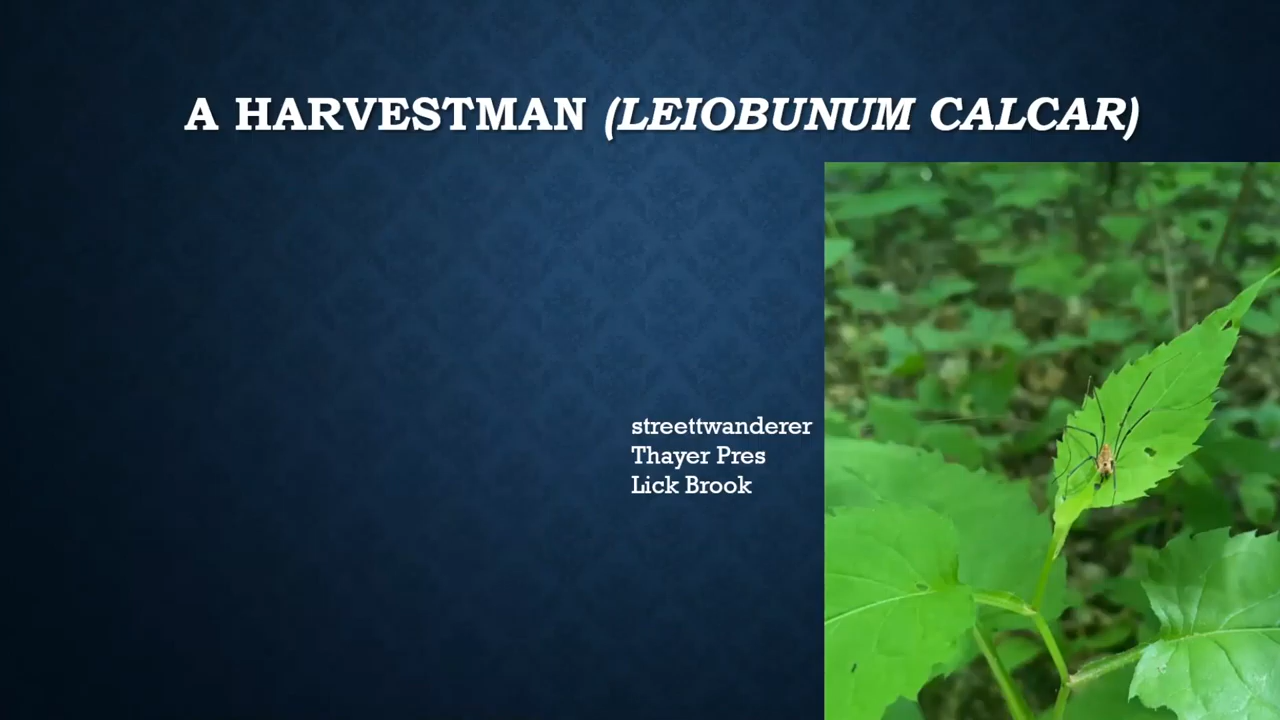 A HARVESTMAN (LEIOBUNUM CALCAR)
streettwanderer
Thayer Pres
Lick Brook